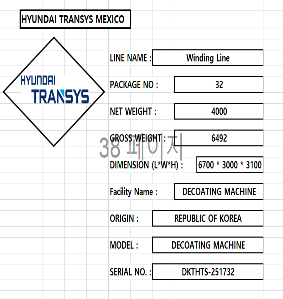 HYUNDAI TRANSYS MEXICO
HYUNDAI
TRANSYS
LINE NAME : Winding Line
PACKAGE NO : 32
NET WEIGHT : 4000
GROSS WEIGHT : 6492
38 페이지
DIMENSION (L*W*H) : 6700 * 3000 * 3100
Facility Name : DECOATING MACHINE
ORIGIN : REPUBLIC OF KOREA
MODEL : DECOATING MACHINE
SERIAL NO. : DKTHTS-251732